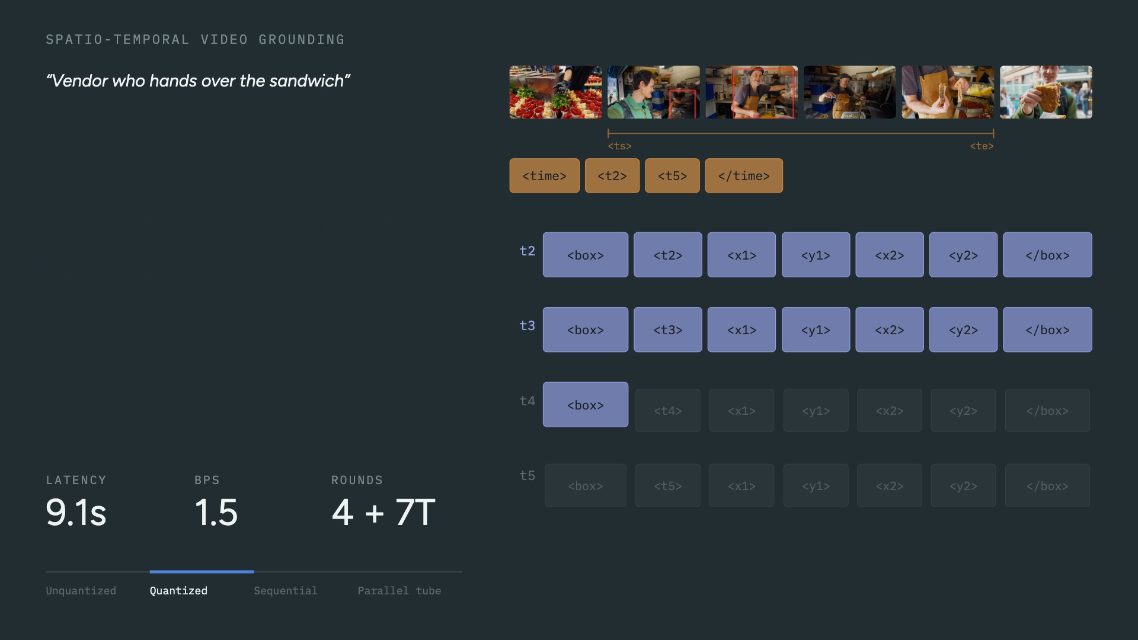 SPATIO-TEMPORAL VIDEO GROUNDING
“Vendor who hands over the sandwich”
<ts> <te>
<time> <t2> <t5> </time>
t2 <box> <t2> <x1> <y1> <x2> <y2> </box>
t3 <box> <t3> <x1> <y1> <x2> <y2> </box>
t4 <box> <t4> <x1> <y1> <x2> <y2> </box>
t5 <box> <t5> <x1> <y1> <x2> <y2> </box>
LATENCY BPS ROUNDS
9.1s 1.5 4 + 7T
Unquantized Quantized Sequential Parallel tube